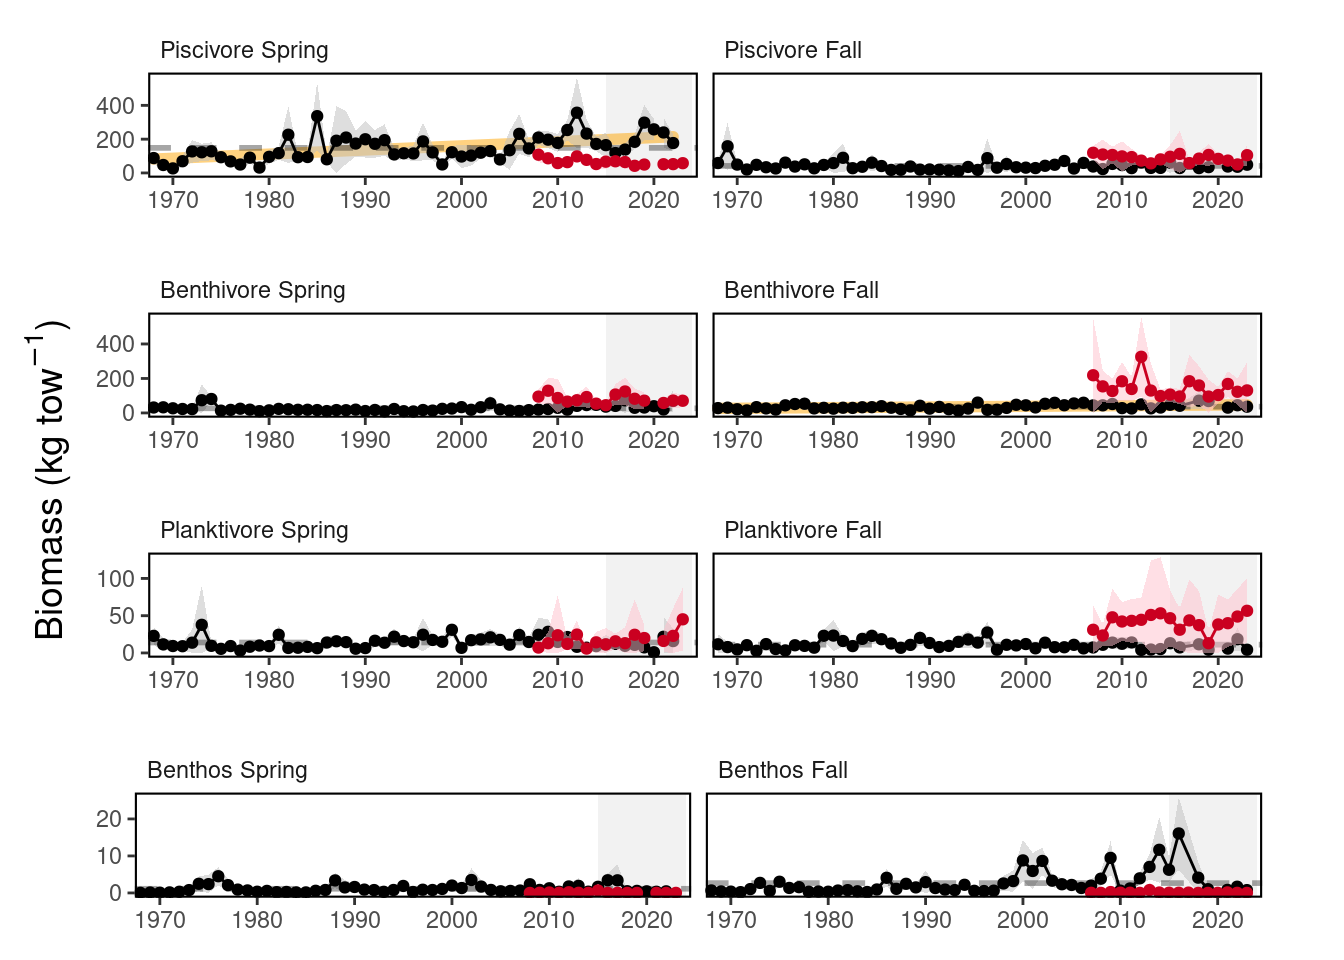 Piscivore Spring Piscivore Fall
400
200
0
1970 1980 1990 2000 2010 2020 1970 1980 1990 2000 2010 2020
Benthivore Spring Benthivore Fall
400
200
0
1970 1980 1990 2000 2010 2020 1970 1980 1990 2000 2010 2020
Biomass (kg tow⁻¹)
Planktivore Spring Planktivore Fall
100
50
0
1970 1980 1990 2000 2010 2020 1970 1980 1990 2000 2010 2020
Benthos Spring Benthos Fall
20
10
0
1970 1980 1990 2000 2010 2020 1970 1980 1990 2000 2010 2020